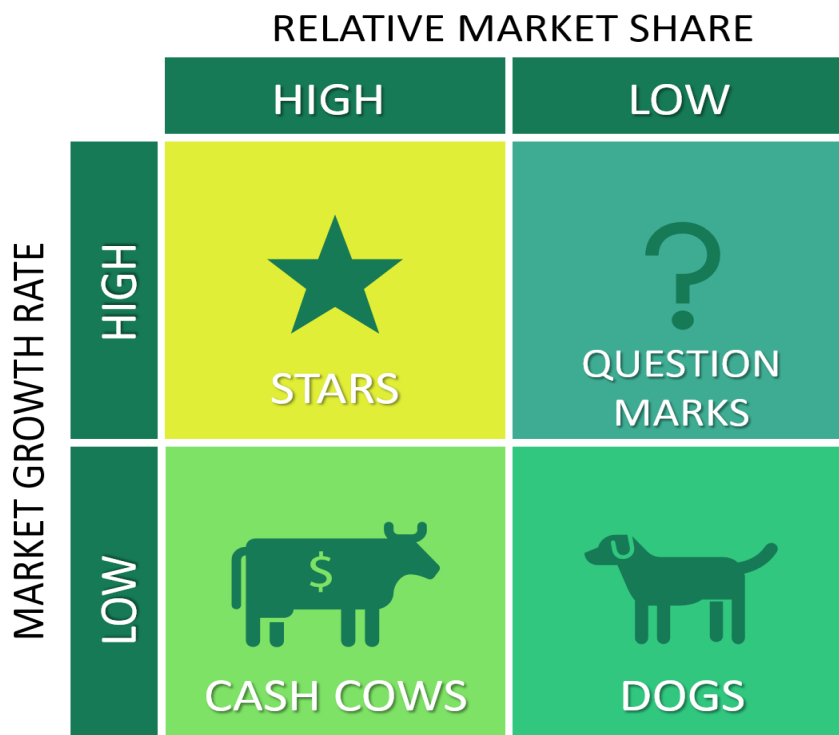 RELATIVE MARKET SHARE
HIGH
LOW
MARKET GROWTH RATE
HIGH
STARS
?
QUESTION
MARKS
LOW
$
CASH COWS
DOGS